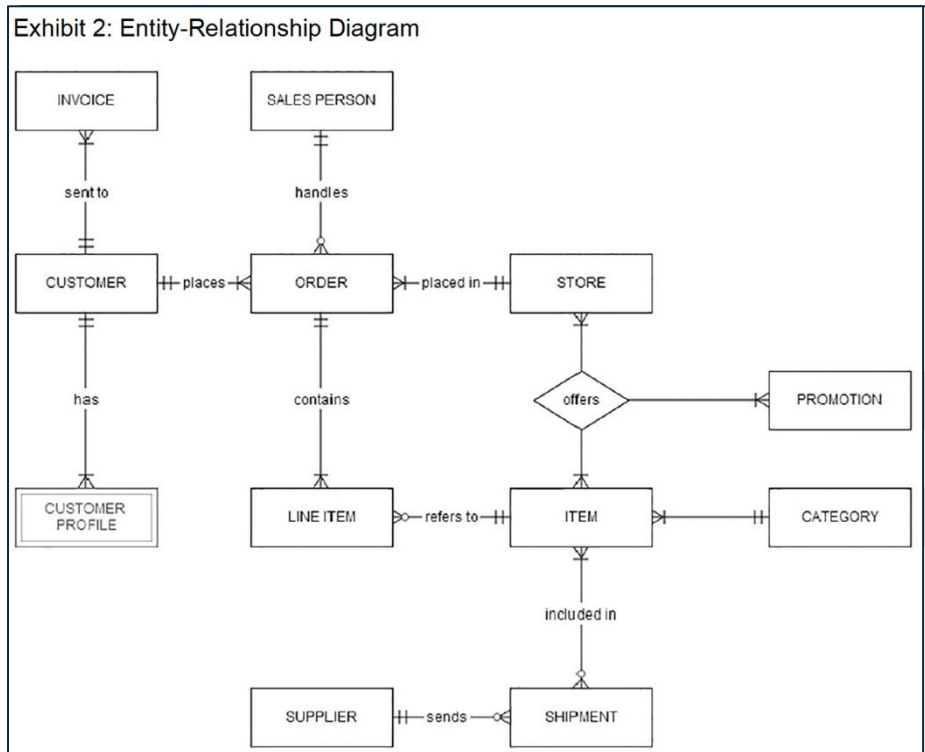 Exhibit 2: Entity-Relationship Diagram
INVOICE
SALES PERSON
sent to
handles
CUSTOMER
places
ORDER
placed in
STORE
has
contains
offers
PROMOTION
CUSTOMER
PROFILE
LINE ITEM
refers to
ITEM
CATEGORY
included in
SUPPLIER
sends
SHIPMENT